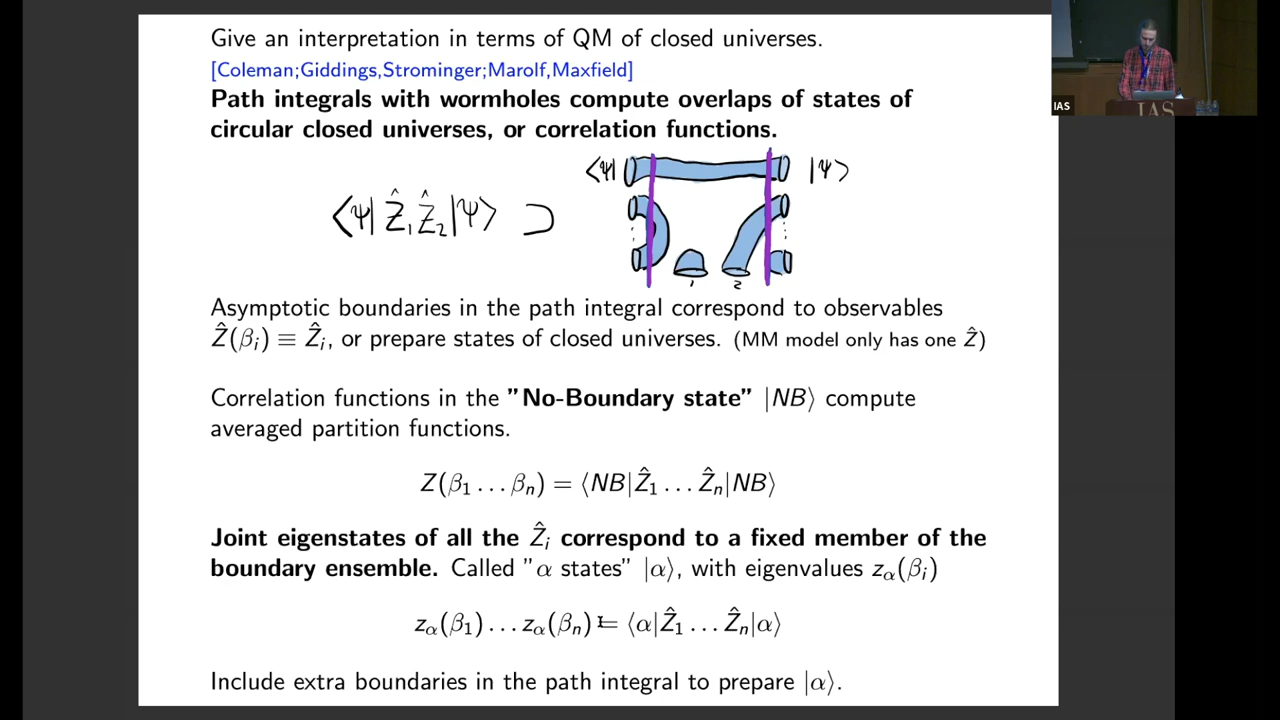 Give an interpretation in terms of QM of closed universes.
[Coleman;Giddings,Strominger;Marolf,Maxfield]
Path integrals with wormholes compute overlaps of states of
circular closed universes, or correlation functions.
⟨Ψ| Ẑ₁ Ẑ₂ |Ψ⟩ ⊃
⟨Ψ| |Ψ⟩
1 2
Asymptotic boundaries in the path integral correspond to observables
Ẑ(βᵢ) ≡ Ẑᵢ, or prepare states of closed universes. (MM model only has one Ẑ)
Correlation functions in the "No-Boundary state" |NB⟩ compute
averaged partition functions.
Z(β₁ … βₙ) = ⟨NB|Ẑ₁ … Ẑₙ|NB⟩
Joint eigenstates of all the Ẑᵢ correspond to a fixed member of the
boundary ensemble. Called "α states" |α⟩, with eigenvalues z_α(βᵢ)
z_α(β₁) … z_α(βₙ) = ⟨α|Ẑ₁ … Ẑₙ|α⟩
Include extra boundaries in the path integral to prepare |α⟩.
IAS
IAS